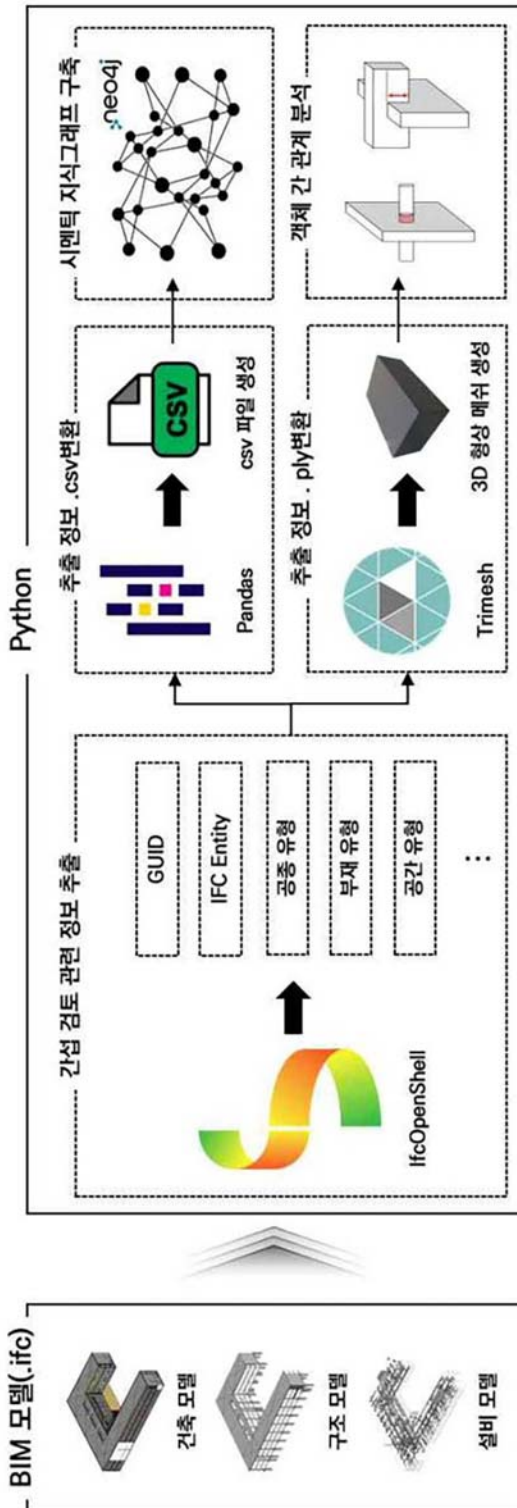 BIM 모델(.ifc)
건축 모델
구조 모델
설비 모델
Python
간섭 검토 관련 정보 추출
IfcOpenShell
GUID
IFC Entity
공종 유형
부재 유형
공간 유형
...
추출 정보 .csv변환
Pandas
CSV
csv 파일 생성
시멘틱 지식그래프 구축
neo4j
추출 정보 . ply변환
Trimesh
3D 형상 메쉬 생성
객체 간 관계 분석